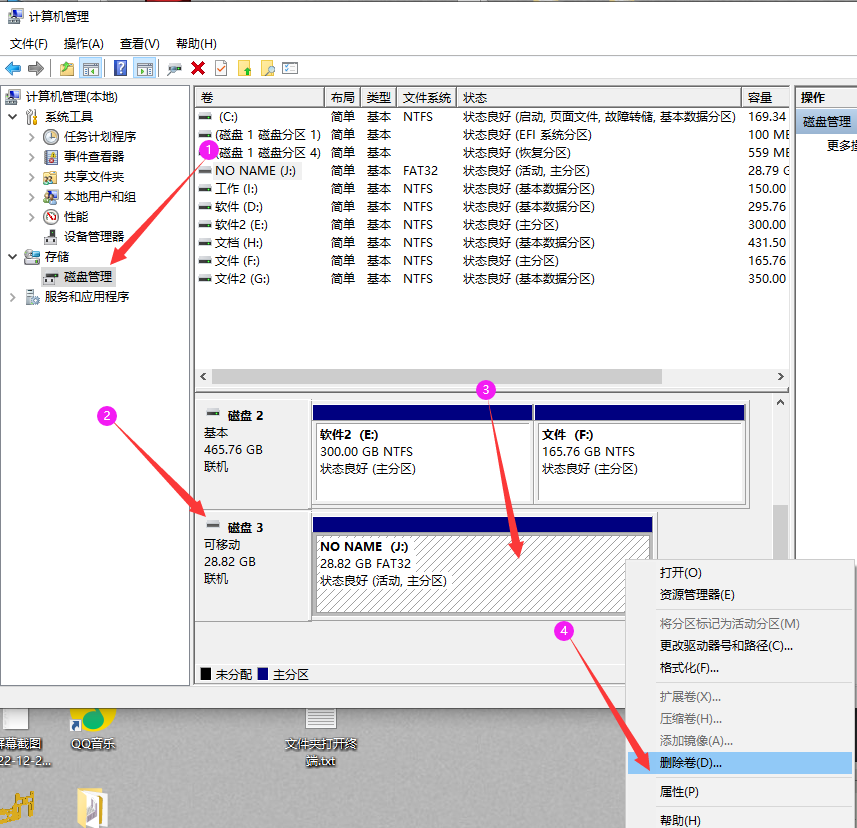 计算机管理
文件(F) 操作(A) 查看(V) 帮助(H)
计算机管理(本地)
系统工具
任务计划程序
事件查看器
共享文件夹
本地用户和组
性能
设备管理器
存储
磁盘管理
服务和应用程序
卷 布局 类型 文件系统 状态 容量
(C:) 简单 基本 NTFS 状态良好 (启动, 页面文件, 故障转储, 基本数据分区) 169.34
(磁盘 1 磁盘分区 1) 简单 基本 状态良好 (EFI 系统分区) 100 ME
(磁盘 1 磁盘分区 4) 简单 基本 状态良好 (恢复分区) 559 ME
NO NAME (J:) 简单 基本 FAT32 状态良好 (活动, 主分区) 28.79 G
工作 (I:) 简单 基本 NTFS 状态良好 (基本数据分区) 150.00
软件 (D:) 简单 基本 NTFS 状态良好 (基本数据分区) 295.76
软件2 (E:) 简单 基本 NTFS 状态良好 (主分区) 300.00
文档 (H:) 简单 基本 NTFS 状态良好 (基本数据分区) 431.50
文件 (F:) 简单 基本 NTFS 状态良好 (主分区) 165.76
文件2 (G:) 简单 基本 NTFS 状态良好 (基本数据分区) 350.00
操作
磁盘管理
更多
1
2
3
4
磁盘 2
基本
465.76 GB
联机
软件2 (E:)
300.00 GB NTFS
状态良好 (主分区)
文件 (F:)
165.76 GB NTFS
状态良好 (主分区)
磁盘 3
可移动
28.82 GB
联机
NO NAME (J:)
28.82 GB FAT32
状态良好 (活动, 主分区)
未分配 主分区
打开(O)
资源管理器(E)
将分区标记为活动分区(M)
更改驱动器号和路径(C)...
格式化(F)...
扩展卷(X)...
压缩卷(H)...
添加镜像(A)...
删除卷(D)...
属性(P)
帮助(H)
屏幕截图
22-12-2...
QQ音乐
文件夹打开终
端.txt